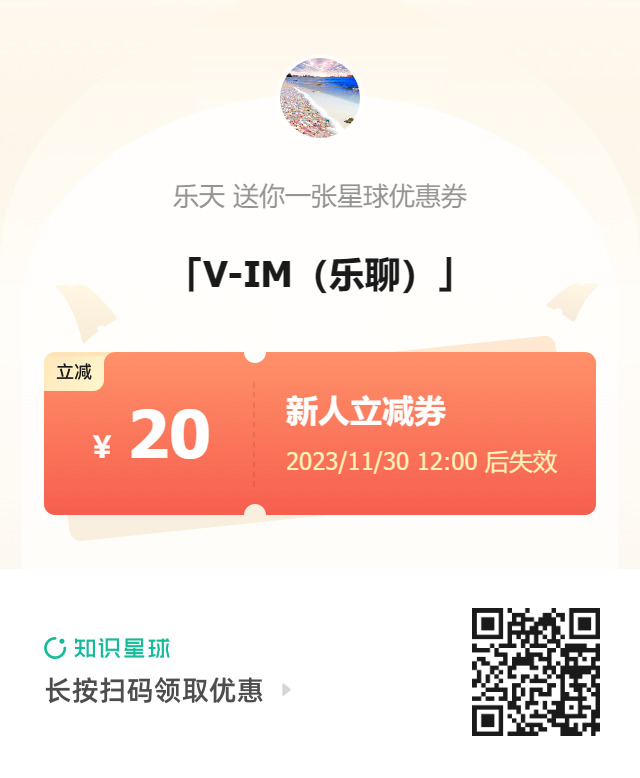 乐天 送你一张星球优惠券
「V-IM（乐聊）」
立减
¥ 20
新人立减券
2023/11/30 12:00 后失效
知识星球
长按扫码领取优惠